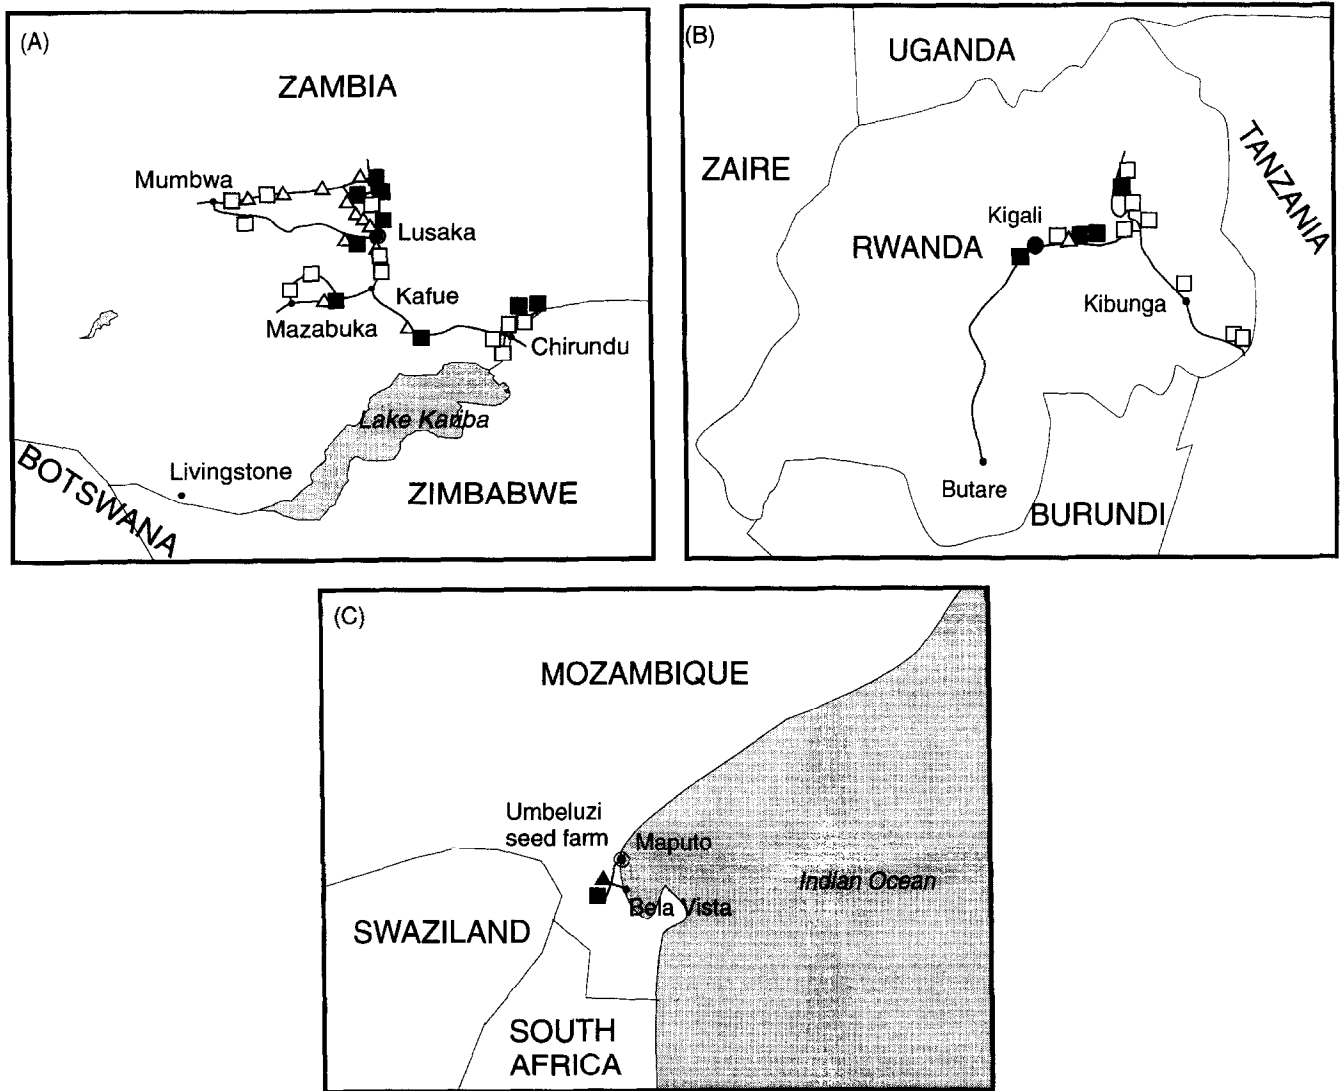 (A)
ZAMBIA
Mumbwa
Lusaka
Kafue
Mazabuka
Chirundu
Lake Kariba
Livingstone
BOTSWANA
ZIMBABWE
(B)
UGANDA
ZAIRE
TANZANIA
Kigali
RWANDA
Kibunga
Butare
BURUNDI
(C)
MOZAMBIQUE
Umbeluzi
seed farm
Maputo
Indian Ocean
Bela Vista
SWAZILAND
SOUTH
AFRICA